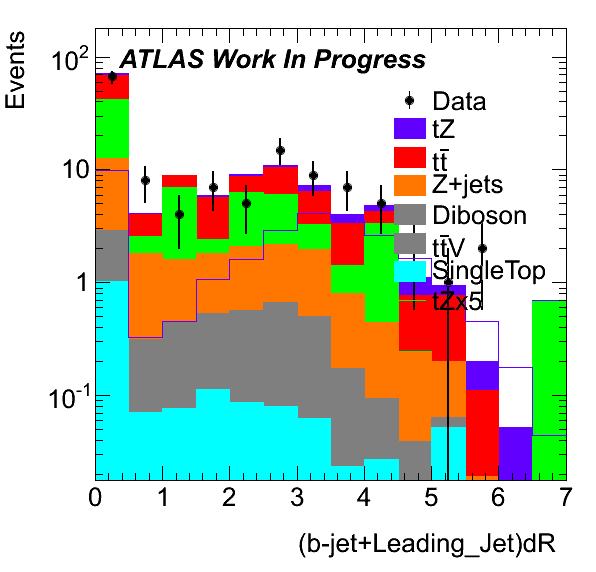 Events
ATLAS Work In Progress
10²
10
1
10⁻¹
Data
tZ
tt̄
Z+jets
Diboson
tt̄V
SingleTop
tZx5
0 1 2 3 4 5 6 7
(b-jet+Leading_Jet)dR